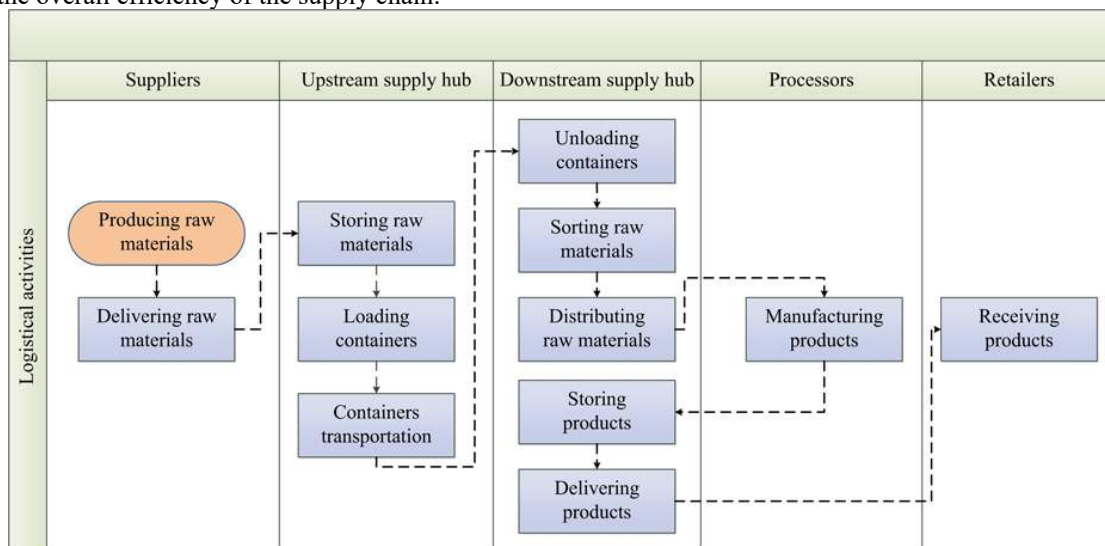 the overall efficiency of the supply chain.
Suppliers
Upstream supply hub
Downstream supply hub
Processors
Retailers
Logistical activities
Producing raw
materials
Delivering raw
materials
Storing raw
materials
Loading
containers
Containers
transportation
Unloading
containers
Sorting raw
materials
Distributing
raw materials
Storing
products
Delivering
products
Manufacturing
products
Receiving
products